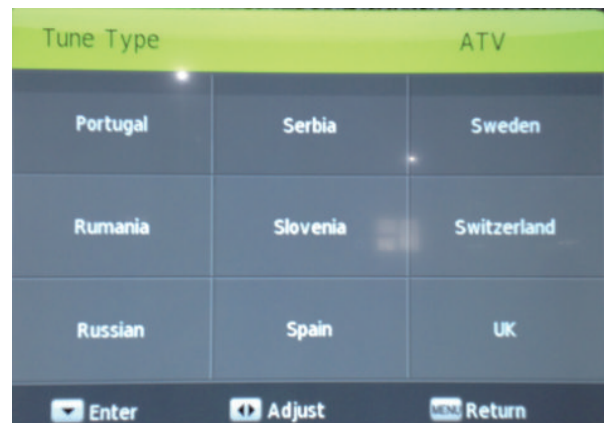 Tune Type ATV
Portugal Serbia Sweden
Rumania Slovenia Switzerland
Russian Spain UK
Enter Adjust MENU Return